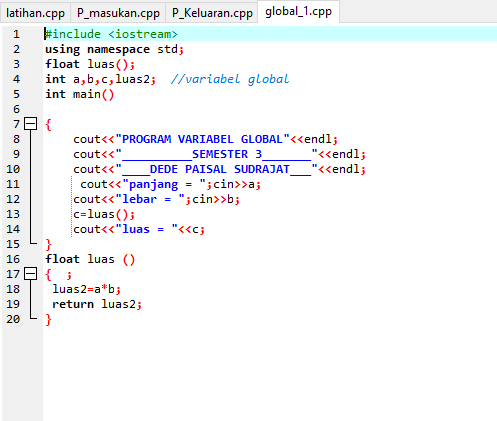 latihan.cpp P_masukan.cpp P_Keluaran.cpp global_1.cpp
1 #include <iostream>
2 using namespace std;
3 float luas();
4 int a,b,c,luas2; //variabel global
5 int main()
6
7 {
8 cout<<"PROGRAM VARIABEL GLOBAL"<<endl;
9 cout<<"__________SEMESTER 3_______"<<endl;
10 cout<<"____DEDE PAISAL SUDRAJAT___"<<endl;
11 cout<<"panjang = ";cin>>a;
12 cout<<"lebar = ";cin>>b;
13 c=luas();
14 cout<<"luas = "<<c;
15 }
16 float luas ()
17 { ;
18 luas2=a*b;
19 return luas2;
20 }